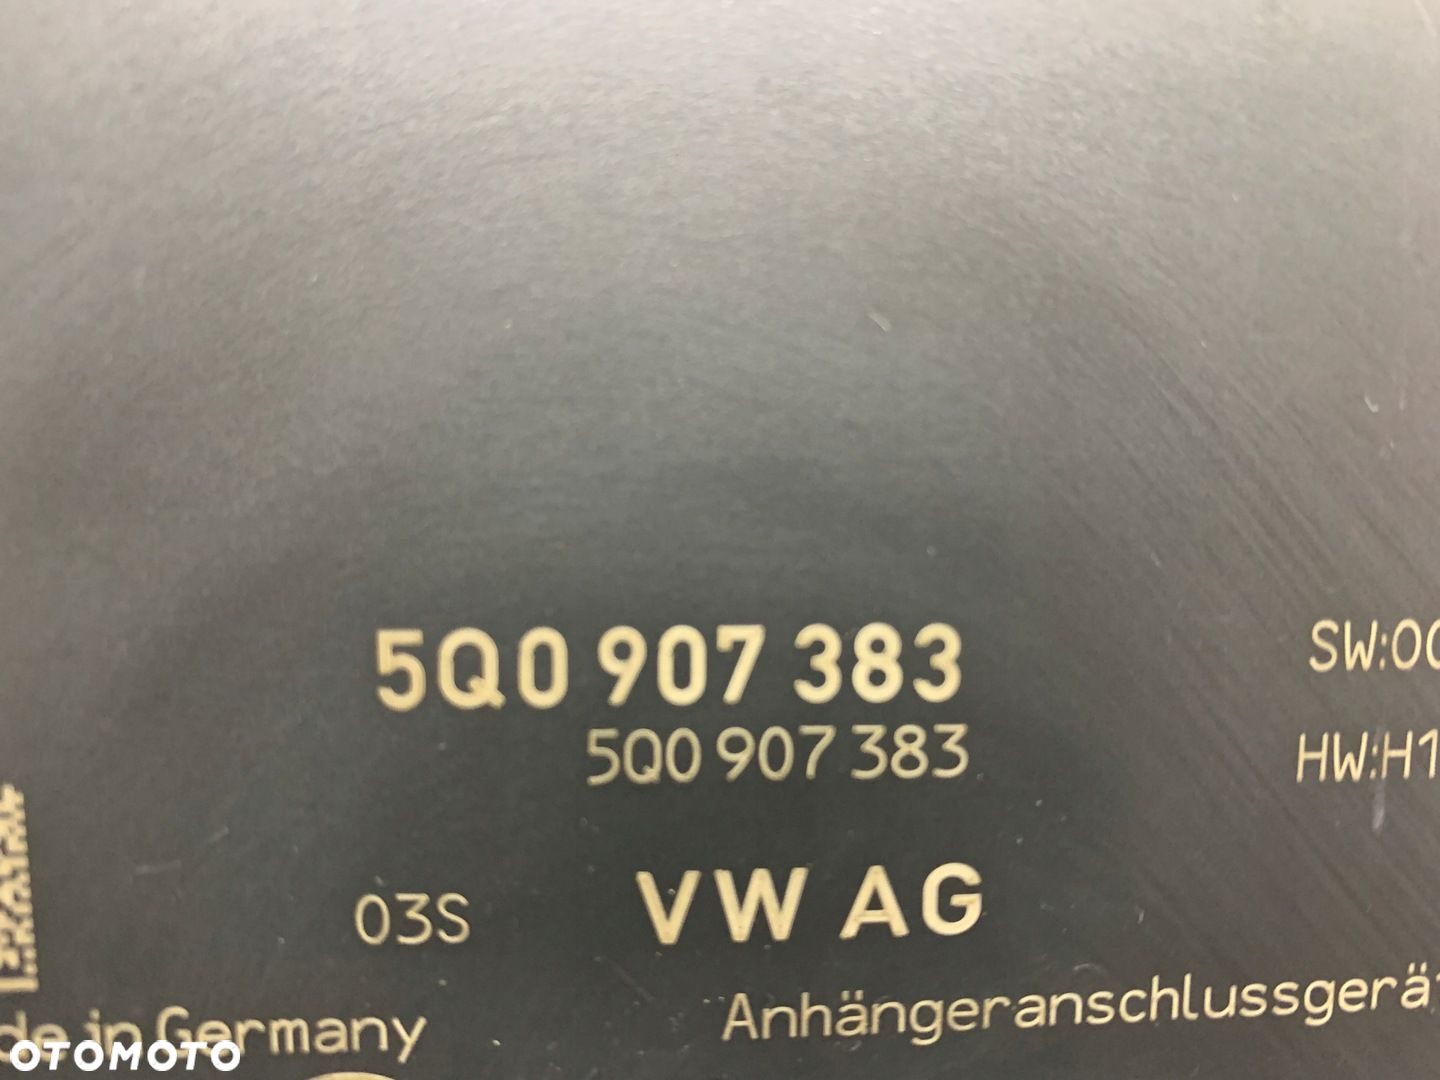 5Q0 907 383
SW:00
5Q0 907 383
HW:H1
03S
VW AG
Anhängeranschlussgerät
de in Germany
OTOMOTO